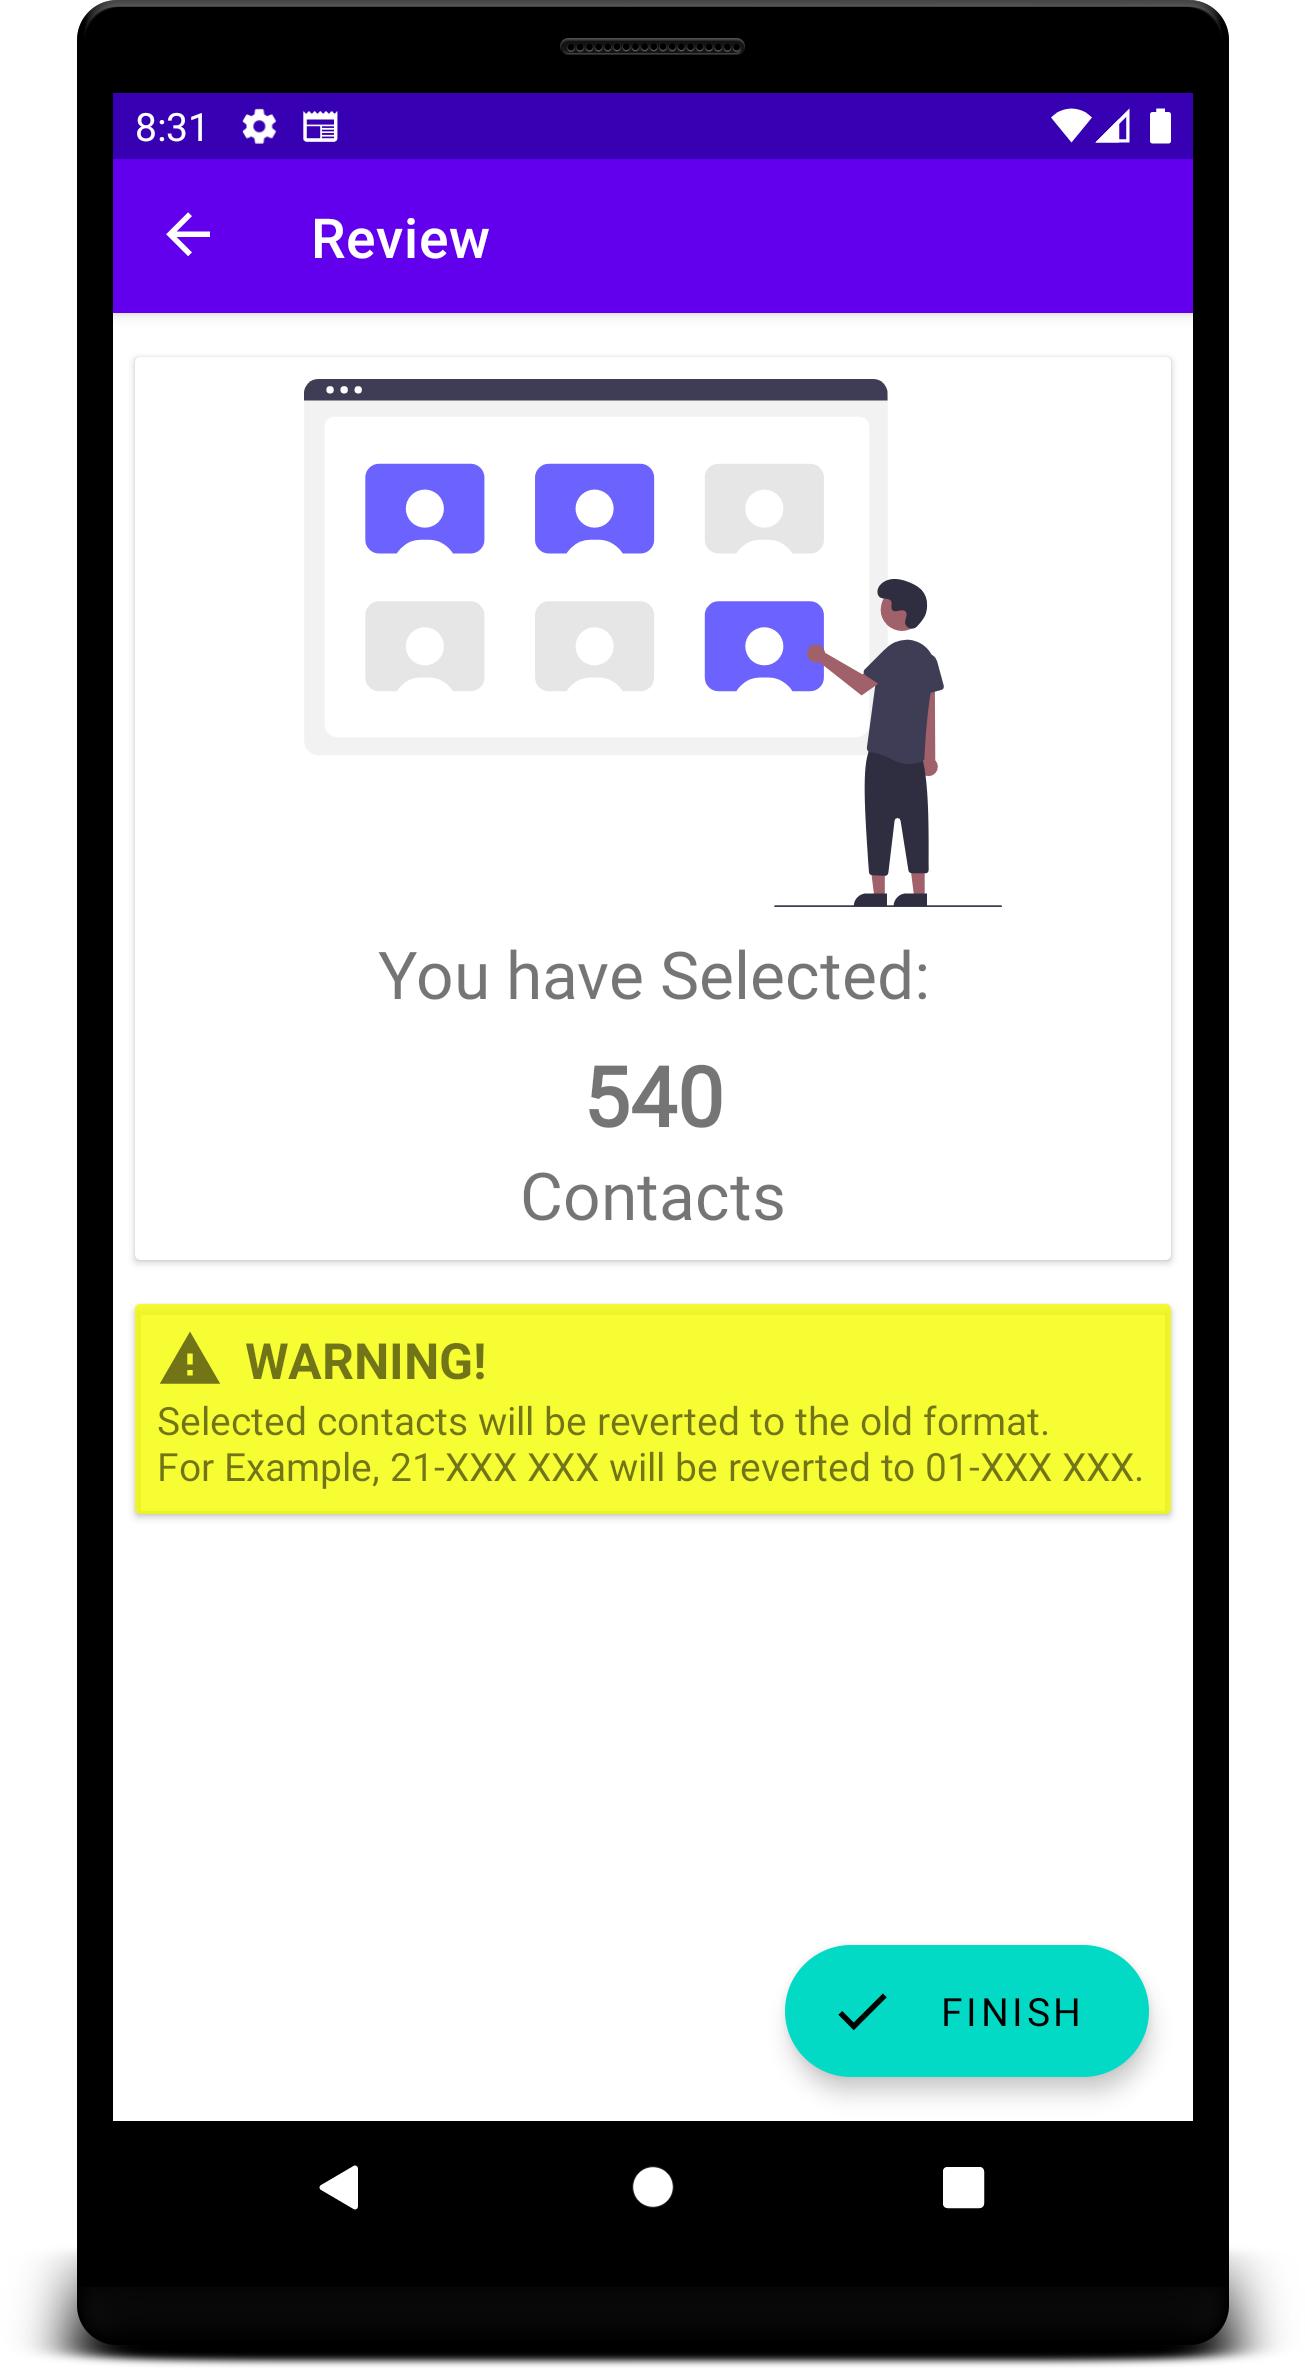 8:31
Review
You have Selected:
540
Contacts
WARNING!
Selected contacts will be reverted to the old format.
For Example, 21-XXX XXX will be reverted to 01-XXX XXX.
FINISH